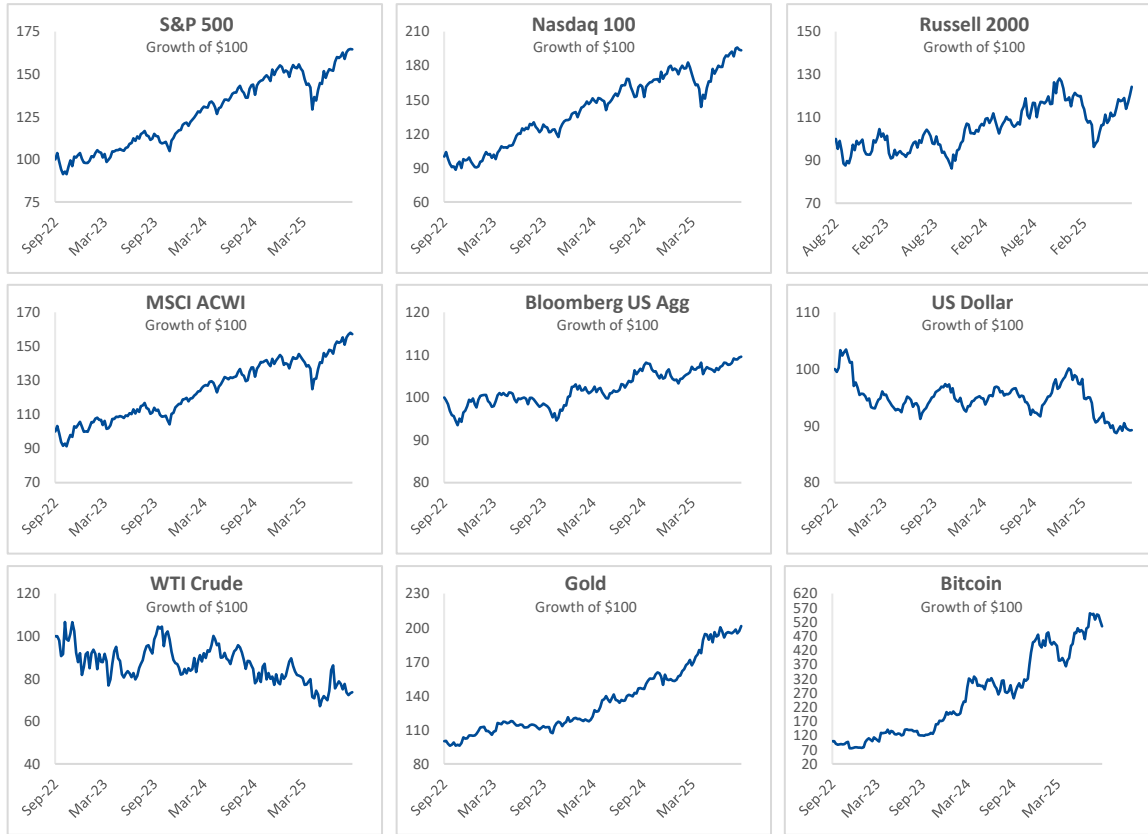 S&P 500
Growth of $100
175
150
125
100
75
Sep-22
Mar-23
Sep-23
Mar-24
Sep-24
Mar-25
Nasdaq 100
Growth of $100
210
180
150
120
90
60
Sep-22
Mar-23
Sep-23
Mar-24
Sep-24
Mar-25
Russell 2000
Growth of $100
150
130
110
90
70
Aug-22
Feb-23
Aug-23
Feb-24
Aug-24
Feb-25
MSCI ACWI
Growth of $100
170
150
130
110
90
70
Sep-22
Mar-23
Sep-23
Mar-24
Sep-24
Mar-25
Bloomberg US Agg
Growth of $100
120
110
100
90
80
Sep-22
Mar-23
Sep-23
Mar-24
Sep-24
Mar-25
US Dollar
Growth of $100
110
100
90
80
Sep-22
Mar-23
Sep-23
Mar-24
Sep-24
Mar-25
WTI Crude
Growth of $100
120
100
80
60
40
Sep-22
Mar-23
Sep-23
Mar-24
Sep-24
Mar-25
Gold
Growth of $100
230
200
170
140
110
80
Sep-22
Mar-23
Sep-23
Mar-24
Sep-24
Mar-25
Bitcoin
Growth of $100
620
570
520
470
420
370
320
270
220
170
120
70
20
Sep-22
Mar-23
Sep-23
Mar-24
Sep-24
Mar-25